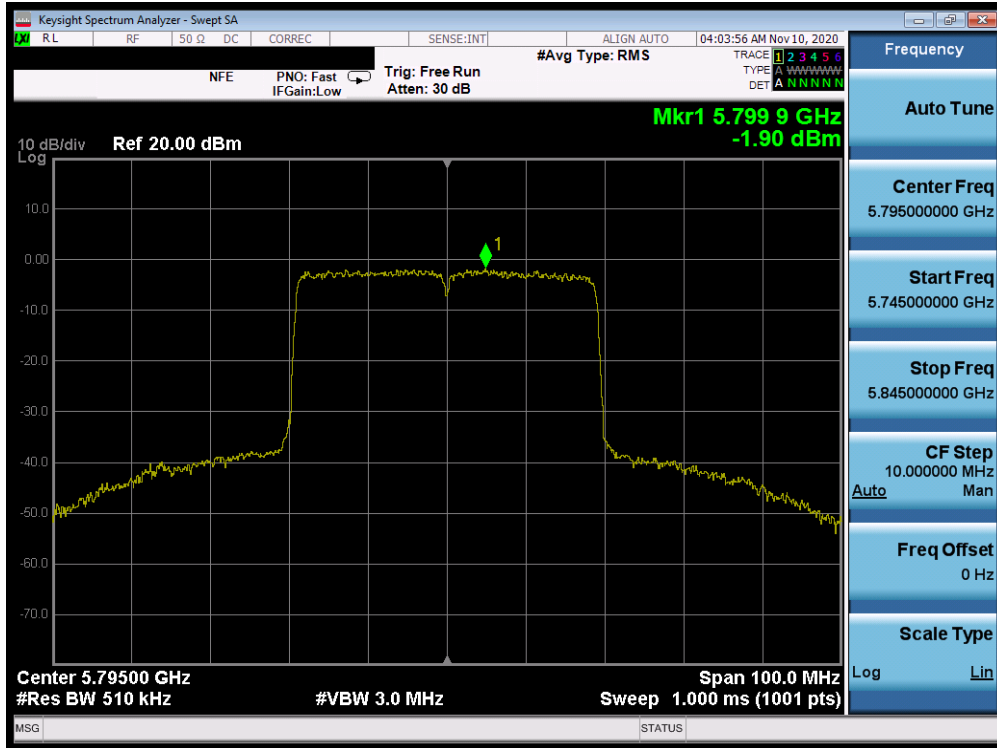 Keysight Spectrum Analyzer - Swept SA
LXI RL RF 50 Ω DC CORREC SENSE:INT ALIGN AUTO 04:03:56 AM Nov 10, 2020
#Avg Type: RMS
TRACE 1 2 3 4 5 6
TYPE A WWWWW
DET A N N N N N
NFE PNO: Fast Trig: Free Run
IFGain:Low Atten: 30 dB
Mkr1 5.799 9 GHz
-1.90 dBm
10 dB/div Ref 20.00 dBm
Log
10.0
0.00
-10.0
-20.0
-30.0
-40.0
-50.0
-60.0
-70.0
1
Center 5.79500 GHz Span 100.0 MHz
#Res BW 510 kHz #VBW 3.0 MHz Sweep 1.000 ms (1001 pts)
MSG STATUS
Frequency
Auto Tune
Center Freq
5.795000000 GHz
Start Freq
5.745000000 GHz
Stop Freq
5.845000000 GHz
CF Step
10.000000 MHz
Auto Man
Freq Offset
0 Hz
Scale Type
Log Lin